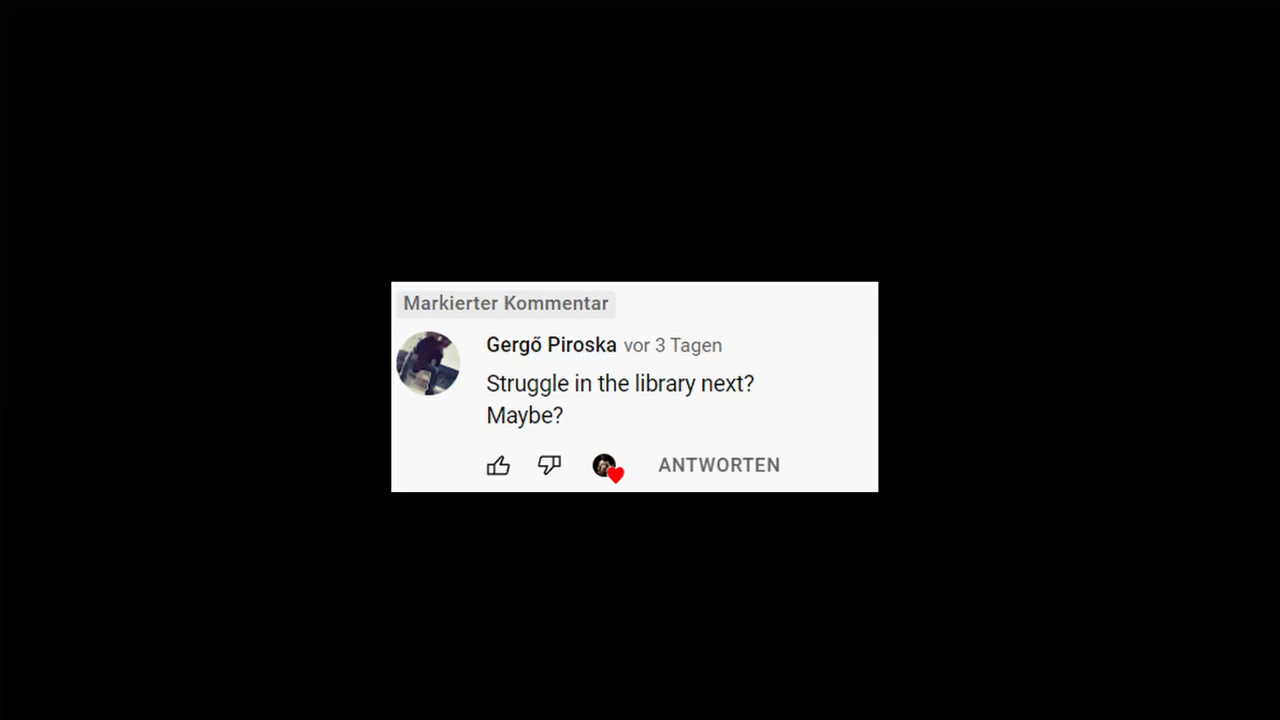 Markierter Kommentar
Gergő Piroska vor 3 Tagen
Struggle in the library next?
Maybe?
ANTWORTEN